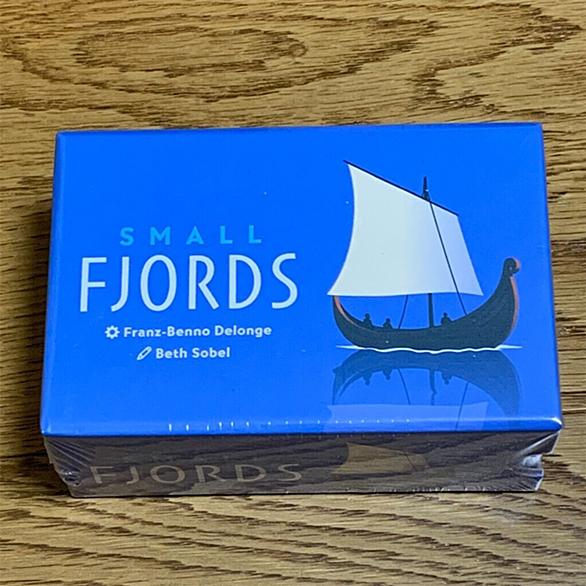 SMALL
FJORDS
Franz-Benno Delonge
Beth Sobel
FJORDS